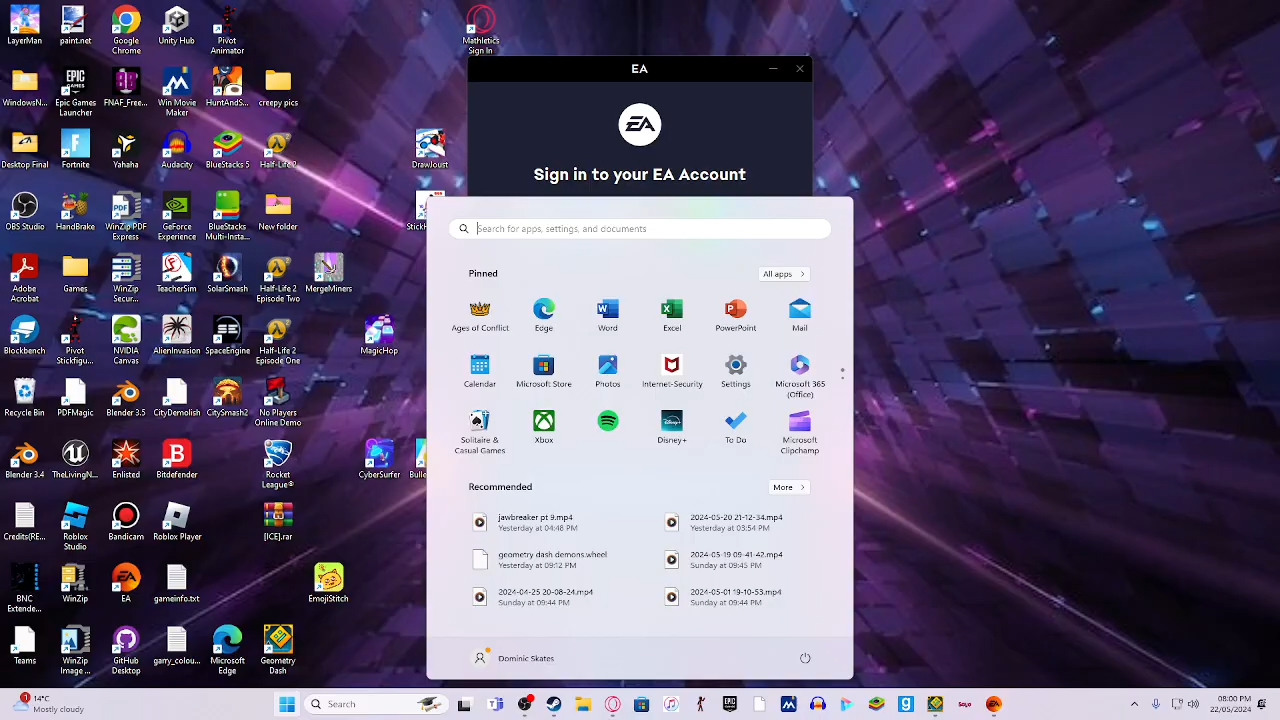 LayerMan
paint.net
Google
Chrome
Unity Hub
Pivot
Animator
Mathletics
Sign In
WindowsN...
EPIC
GAMES
Epic Games
Launcher
FNAF_Free...
Win Movie
Maker
HuntAndS...
creepy pics
Desktop Final
Fortnite
Yahaha
Audacity
BlueStacks 5
Half-Life 2
DrawJoust
OBS Studio
HandBrake
PDF
WinZip PDF
Express
GeForce
Experience
BlueStacks
Multi-Insta...
New folder
Adobe
Acrobat
Games
WinZip
Secur...
TracherSim
SolarSmash
Half-Life 2
Episode Two
MergeMiners
Blockbench
Pivot
Stickfigu...
NVIDIA
Canvas
AlienInvasion
SpaceEngine
Half-Life 2
Episode One
MagicHop
Recycle Bin
PDFMagic
Blender 3.5
CityDemolish
CitySmash2
No Players
Online Demo
Blender 3.4
TheLivingN...
Enlisted
B
Bitdefender
Rocket
League®
CyberSurfer
Roblox
Studio
Bandicam
Roblox Player
[ICE].rar
BNC
Extende...
WinZip
EA
EA
gameinfo.txt
EmojiStitch
Teams
WinZip
Image ...
GitHub
Desktop
garry_colou...
Microsoft
Edge
Geometry
Dash
EA
EA
Sign in to your EA Account
Search for apps, settings, and documents
Pinned
All apps
Ages of Conflict
Edge
Word
Excel
PowerPoint
Mail
Calendar
Microsoft Store
Photos
Internet-Security
Settings
Microsoft 365
(Office)
Solitaire &
Casual Games
Xbox
Disney+
To Do
Microsoft
Clipchamp
Recommended
More
jawbreaker pt 9.mp4
Yesterday at 04:48 PM
2024-05-20 21-12-34.mp4
Yesterday at 03:54 PM
geometry dash demons.wheel
Yesterday at 09:12 PM
2024-05-19 09-41-42.mp4
Sunday at 09:45 PM
2024-04-25 20-08-24.mp4
Sunday at 09:44 PM
2024-05-01 19-10-53.mp4
Sunday at 09:44 PM
Dominic Skates
14°C
Mostly cloudy
Search
EPIC
08:00 PM
22/05/2024